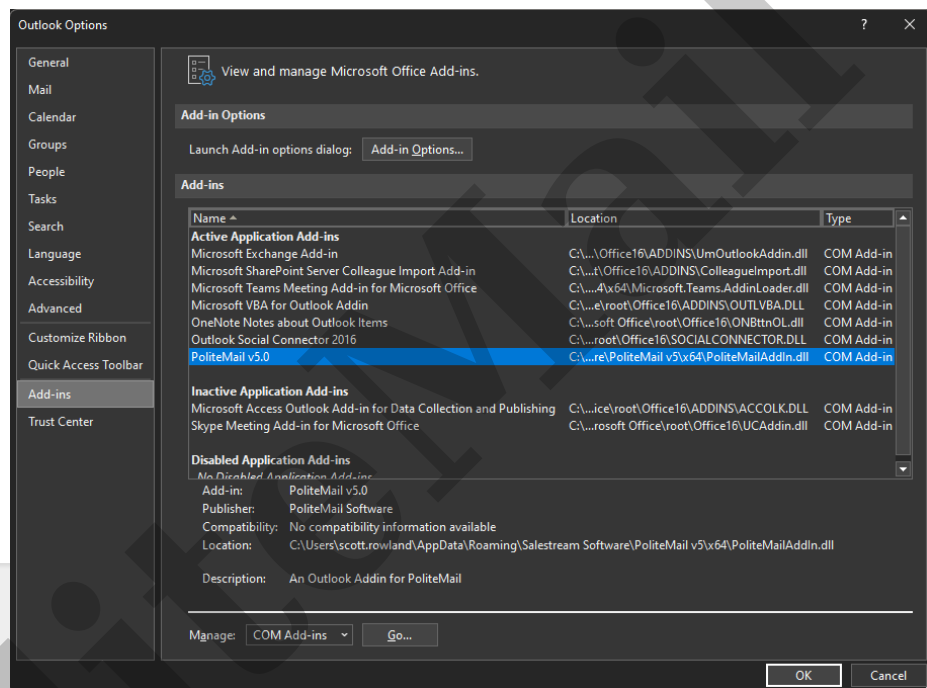 Outlook Options
General
Mail
Calendar
Groups
People
Tasks
Search
Language
Accessibility
Advanced
Customize Ribbon
Quick Access Toolbar
Add-ins
Trust Center
View and manage Microsoft Office Add-ins.
Add-in Options
Launch Add-in options dialog: Add-in Options...
Add-ins
Name Location Type
Active Application Add-ins
Microsoft Exchange Add-in C:\...\Office16\ADDINS\UmOutlookAddin.dll COM Add-in
Microsoft SharePoint Server Colleague Import Add-in C:\...t\Office16\ADDINS\ColleagueImport.dll COM Add-in
Microsoft Teams Meeting Add-in for Microsoft Office C:\....4\x64\Microsoft.Teams.AddinLoader.dll COM Add-in
Microsoft VBA for Outlook Addin C:\...e\root\Office16\ADDINS\OUTLVBA.DLL COM Add-in
OneNote Notes about Outlook Items C:\...soft Office\root\Office16\ONBttnOL.dll COM Add-in
Outlook Social Connector 2016 C:\...root\Office16\SOCIALCONNECTOR.DLL COM Add-in
PoliteMail v5.0 C:\...re\PoliteMail v5\x64\PoliteMailAddIn.dll COM Add-in
Inactive Application Add-ins
Microsoft Access Outlook Add-in for Data Collection and Publishing C:\...ice\root\Office16\ADDINS\ACCOLK.DLL COM Add-in
Skype Meeting Add-in for Microsoft Office C:\...rosoft Office\root\Office16\UCAddin.dll COM Add-in
Disabled Application Add-ins
No Disabled Application Add-ins
Add-in: PoliteMail v5.0
Publisher: PoliteMail Software
Compatibility: No compatibility information available
Location: C:\Users\scott.rowland\AppData\Roaming\Salestream Software\PoliteMail v5\x64\PoliteMailAddIn.dll
Description: An Outlook Addin for PoliteMail
Manage: COM Add-ins Go...
OK Cancel